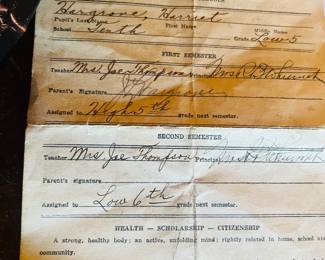 Hargrove, Harriet
Pupil's Last Name First Name Middle Name
School Tenth Grade Low 5
FIRST SEMESTER
Teacher Mrs. Joe Thompson
Parent's Signature
Assigned to High 5th grade next semester.
SECOND SEMESTER
Teacher Mrs. Joe Thompson
Parent's signature
Assigned to Low 6th grade next semester.
HEALTH — SCHOLARSHIP — CITIZENSHIP
A strong, healthy body; an active, unfolding mind; rightly related in home, school and
community.